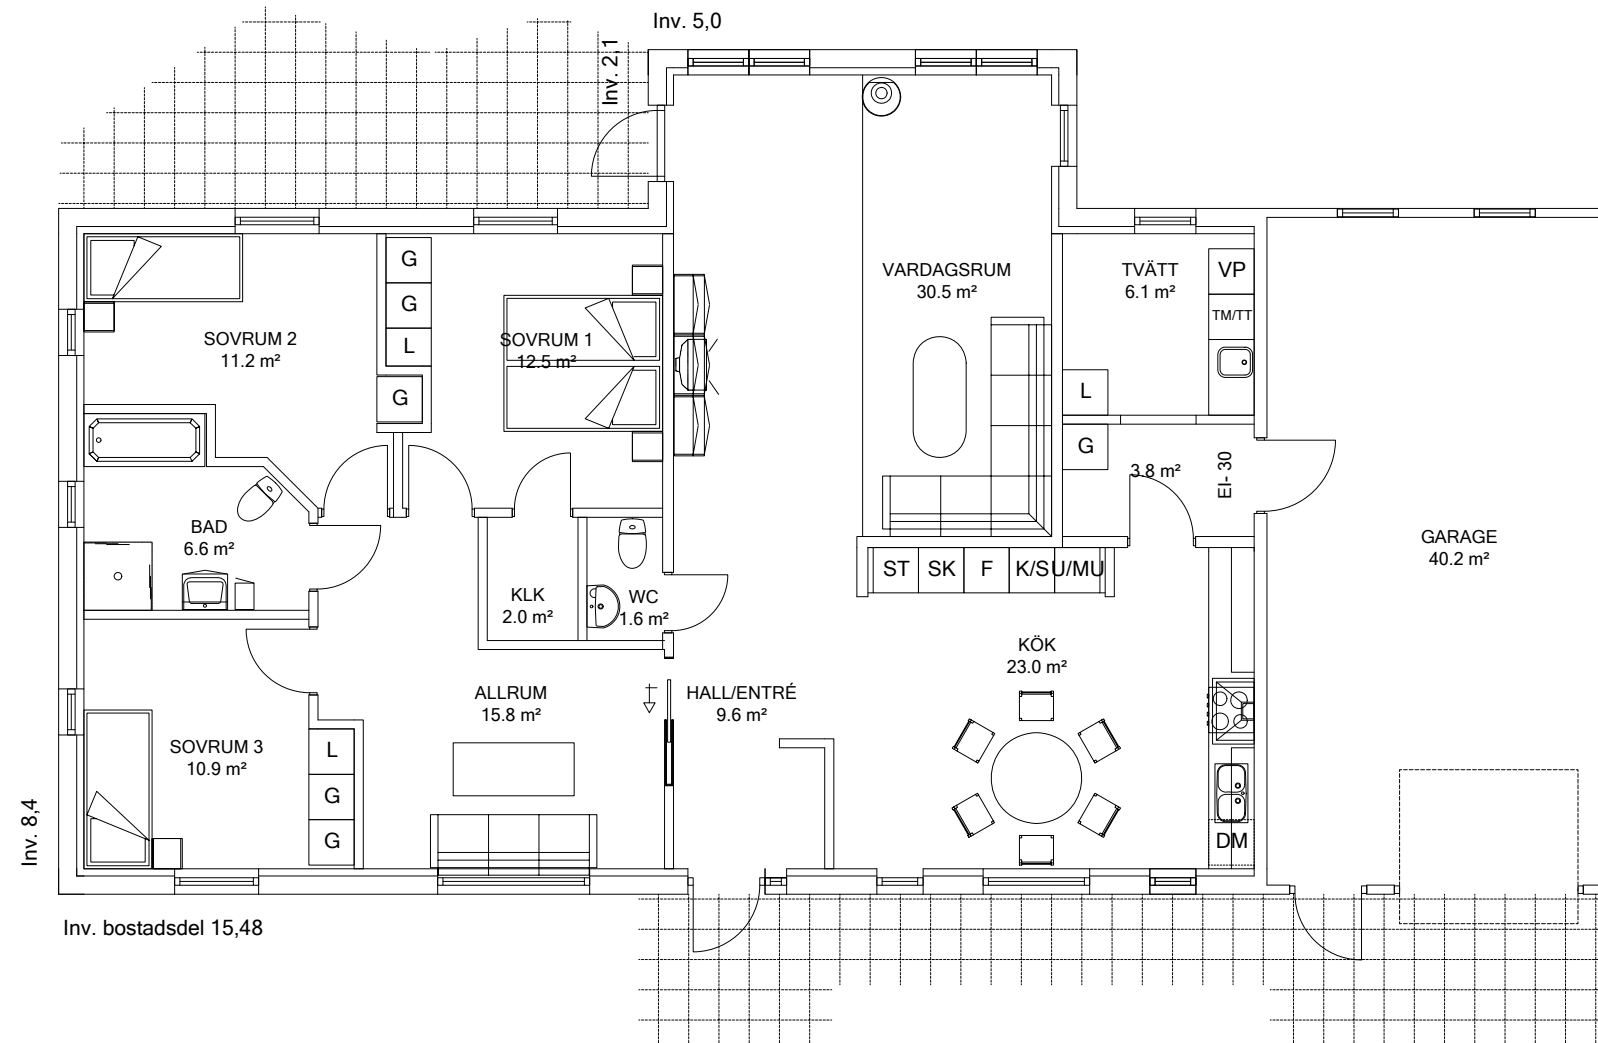 Inv. 5,0
Inv. 2,1
G
G
L
G
SOVRUM 2
11.2 m²
SOVRUM 1
12.5 m²
VARDAGSRUM
30.5 m²
TVÄTT
6.1 m²
VP
TM/TT
L
G
3.8 m²
EI- 30
GARAGE
40.2 m²
BAD
6.6 m²
KLK
2.0 m²
WC
1.6 m²
ST SK F K/SU/MU
KÖK
23.0 m²
ALLRUM
15.8 m²
HALL/ENTRÉ
9.6 m²
SOVRUM 3
10.9 m²
L
G
G
DM
Inv. 8,4
Inv. bostadsdel 15,48